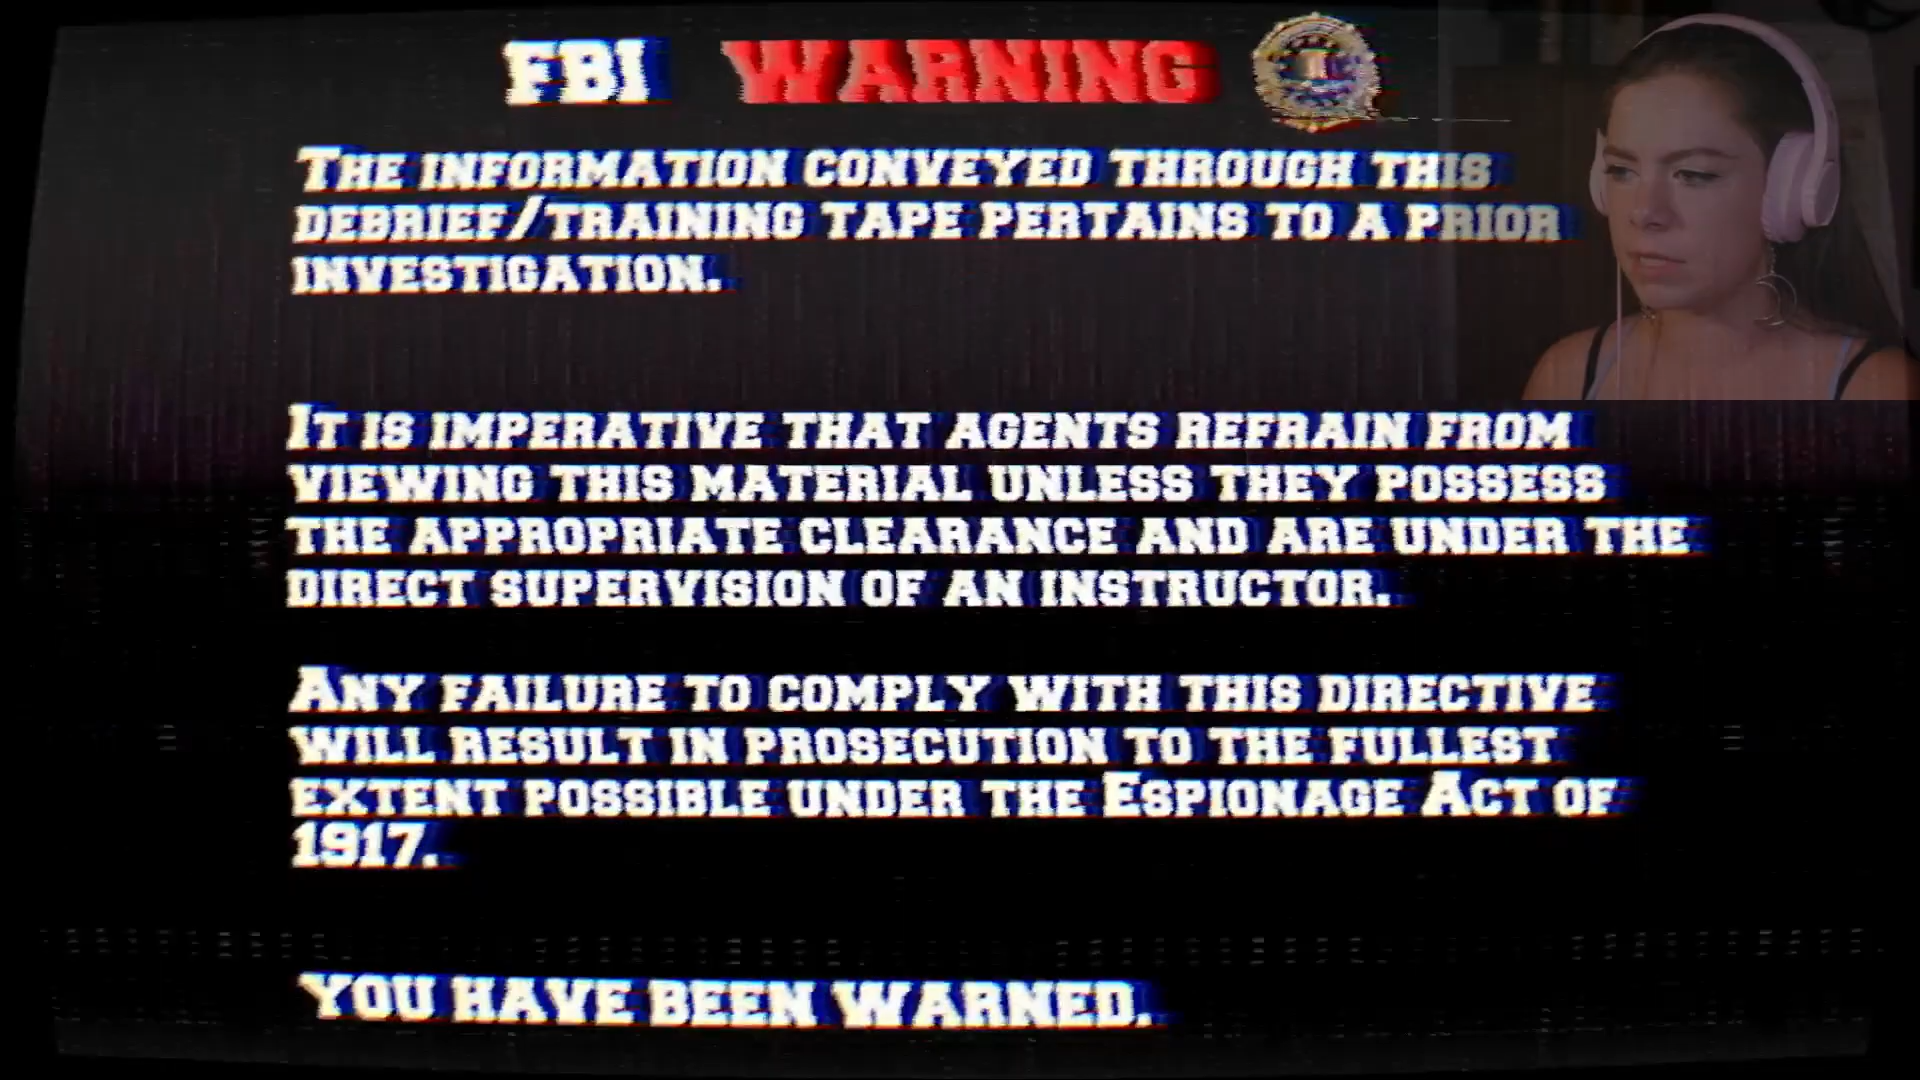 FBI WARNING
THE INFORMATION CONVEYED THROUGH THIS
DEBRIEF/TRAINING TAPE PERTAINS TO A PRIOR
INVESTIGATION.
IT IS IMPERATIVE THAT AGENTS REFRAIN FROM
VIEWING THIS MATERIAL UNLESS THEY POSSESS
THE APPROPRIATE CLEARANCE AND ARE UNDER THE
DIRECT SUPERVISION OF AN INSTRUCTOR.
ANY FAILURE TO COMPLY WITH THIS DIRECTIVE
WILL RESULT IN PROSECUTION TO THE FULLEST
EXTENT POSSIBLE UNDER THE ESPIONAGE ACT OF
1917.
YOU HAVE BEEN WARNED.